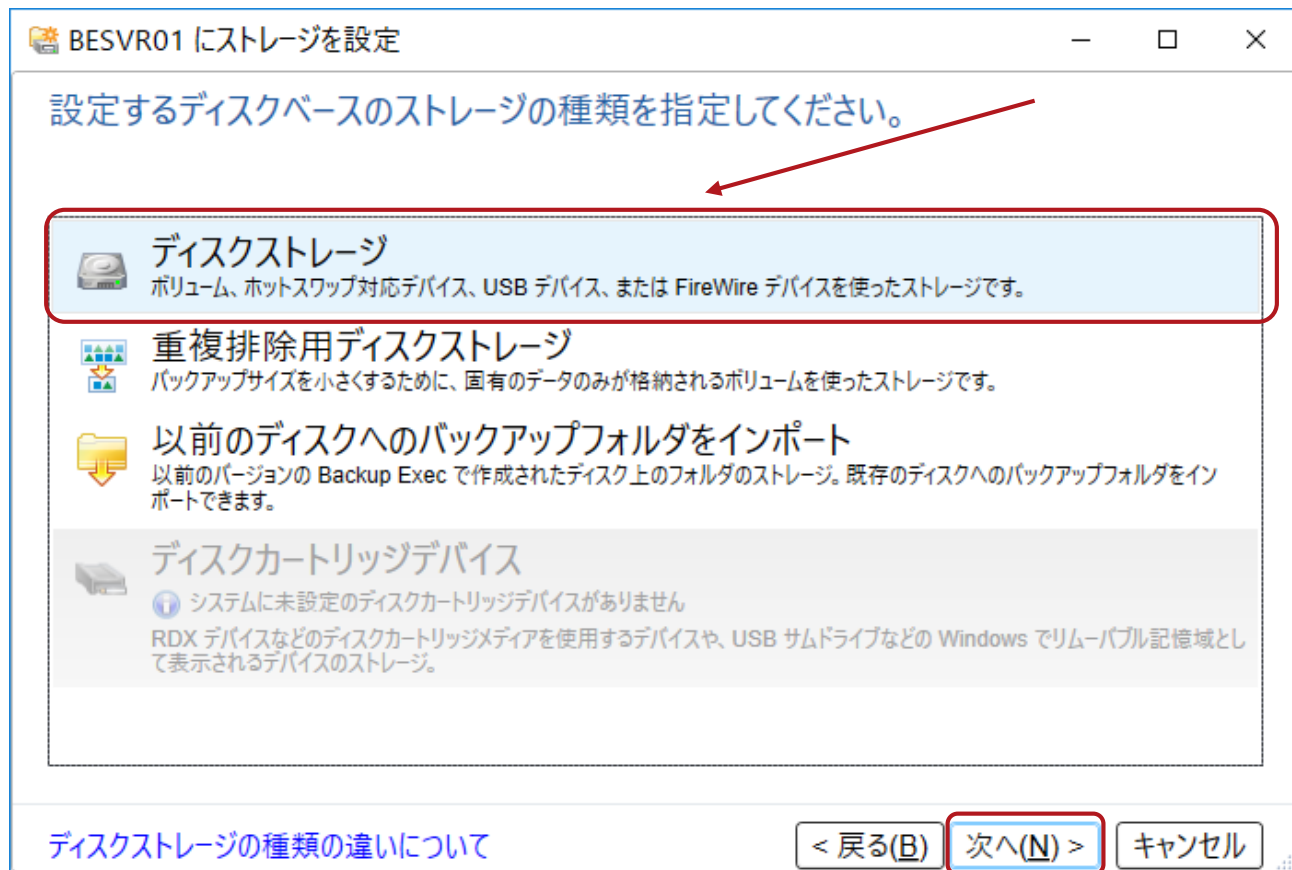 BESVR01 にストレージを設定
設定するディスクベースのストレージの種類を指定してください。
ディスクストレージ
ボリューム、ホットスワップ対応デバイス、USB デバイス、または FireWire デバイスを使ったストレージです。
重複排除用ディスクストレージ
バックアップサイズを小さくするために、固有のデータのみが格納されるボリュームを使ったストレージです。
以前のディスクへのバックアップフォルダをインポート
以前のバージョンの Backup Exec で作成されたディスク上のフォルダのストレージ。既存のディスクへのバックアップフォルダをイン
ポートできます。
ディスクカートリッジデバイス
システムに未設定のディスクカートリッジデバイスがありません
RDX デバイスなどのディスクカートリッジメディアを使用するデバイスや、USB サムドライブなどの Windows でリムーバブル記憶域とし
て表示されるデバイスのストレージ。
ディスクストレージの種類の違いについて
< 戻る(B) 次へ(N) > キャンセル